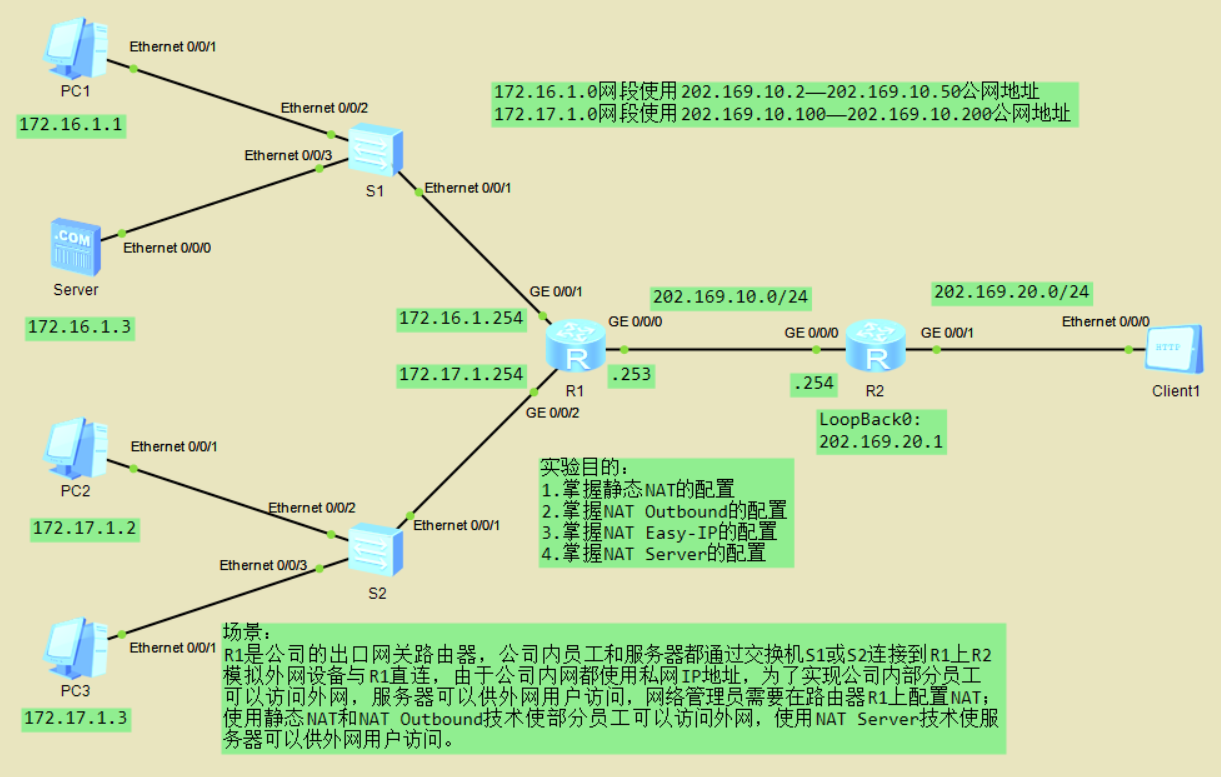 Ethernet 0/0/1
PC1
172.16.1.1
Ethernet 0/0/2
Ethernet 0/0/3
S1
Ethernet 0/0/1
.COM
Ethernet 0/0/0
Server
172.16.1.3
172.16.1.0网段使用202.169.10.2——202.169.10.50公网地址
172.17.1.0网段使用202.169.10.100——202.169.10.200公网地址
GE 0/0/1
172.16.1.254
172.17.1.254
R
R1
GE 0/0/0
.253
GE 0/0/2
202.169.10.0/24
GE 0/0/0
.254
R
R2
GE 0/0/1
LoopBack0:
202.169.20.1
202.169.20.0/24
Ethernet 0/0/0
HTTP
Client1
Ethernet 0/0/1
PC2
172.17.1.2
Ethernet 0/0/2
Ethernet 0/0/1
Ethernet 0/0/3
S2
Ethernet 0/0/1
PC3
172.17.1.3
实验目的:
1.掌握静态NAT的配置
2.掌握NAT Outbound的配置
3.掌握NAT Easy-IP的配置
4.掌握NAT Server的配置
场景:
R1是公司的出口网关路由器，公司内员工和服务器都通过交换机S1或S2连接到R1上R2
模拟外网设备与R1直连，由于公司内网都使用私网IP地址，为了实现公司内部分员工
可以访问外网，服务器可以供外网用户访问，网络管理员需要在路由器R1上配置NAT；
使用静态NAT和NAT Outbound技术使部分员工可以访问外网，使用NAT Server技术使服
务器可以供外网用户访问。